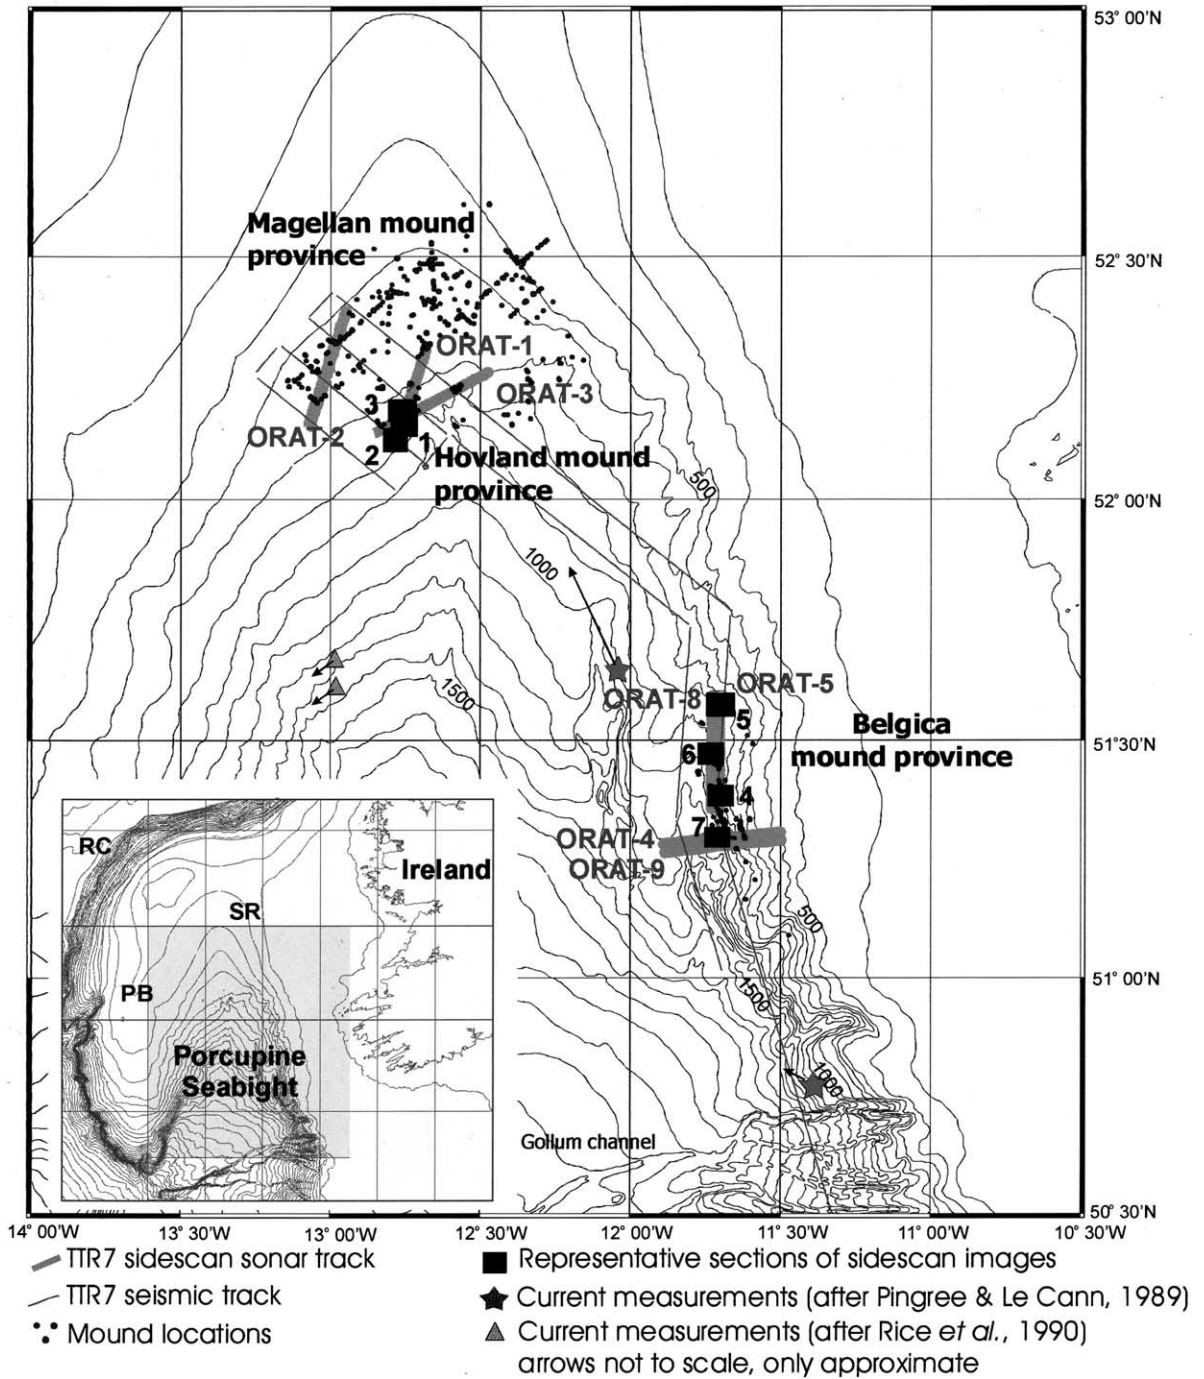 53° 00'N
Magellan mound
province
52° 30'N
ORAT-1
ORAT-3
3
ORAT-2
1
2
Hovland mound
province
500
52° 00'N
1000
ORAT-5
1500
ORAT-8
5
Belgica
mound province
51°30'N
6
4
7
ORAT-4
ORAT-9
RC
Ireland
SR
500
51° 00'N
PB
1500
Porcupine
Seabight
1000
Gollum channel
50° 30'N
14° 00'W 13° 30'W 13° 00'W 12° 30'W 12° 00'W 11° 30'W 11° 00'W 10° 50'W
TTR7 sidescan sonar track
TTR7 seismic track
Mound locations
Representative sections of sidescan images
Current measurements (after Pingree & Le Cann, 1989)
Current measurements (after Rice et al., 1990)
arrows not to scale, only approximate